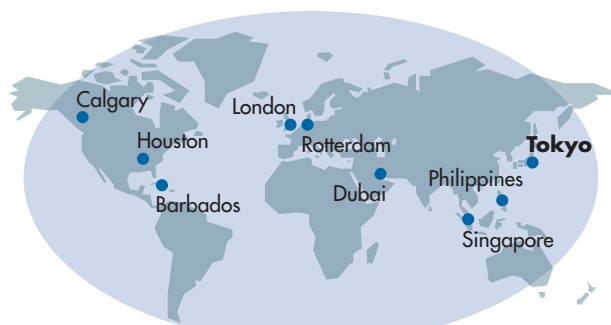 Calgary
London
Houston
Rotterdam
Tokyo
Barbados
Dubai
Philippines
Singapore